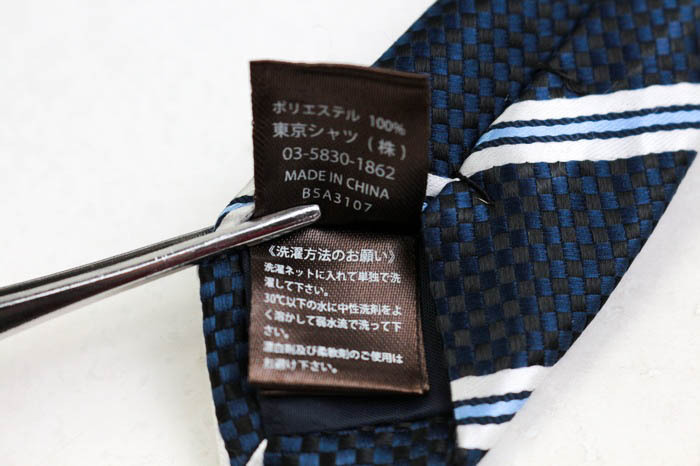 ポリエステル 100%
東京シャツ（株）
03-5830-1862
MADE IN CHINA
BSA3107
《洗濯方法のお願い》
洗濯ネットに入れて単独で洗
濯して下さい。
30℃以下の水に中性洗剤をよ
く溶かして弱水流で洗って下
さい。
漂白剤及び柔軟剤のご使用は
お避け下さい。